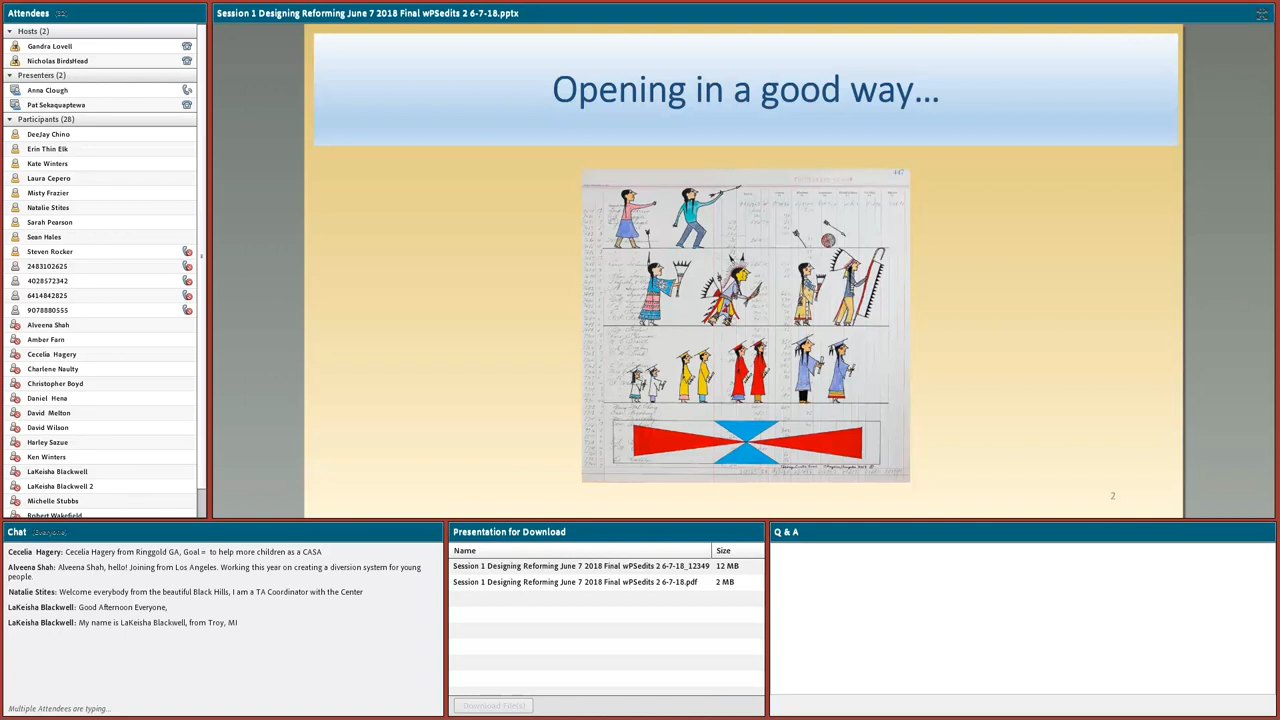 Attendees (32)
Hosts (2)
Gandra Lovell
Nicholas BirdsHead
Presenters (2)
Anna Clough
Pat Sekaquaptewa
Participants (28)
DeeJay Chino
Erin Thin Elk
Kate Winters
Laura Cepero
Misty Frazier
Natalie Stites
Sarah Pearson
Sean Hales
Steven Rocker
2483102625
4028572342
6414842825
9078880555
Alveena Shah
Amber Farn
Cecelia Hagery
Charlene Naulty
Christopher Boyd
Daniel Hena
David Melton
David Wilson
Harley Sazue
Ken Winters
LaKeisha Blackwell
LaKeisha Blackwell 2
Michelle Stubbs
Robert Wakefield
Session 1 Designing Reforming June 7 2018 Final wPSedits 2 6-7-18.pptx
Opening in a good way...
447
2
Chat (Everyone)
Cecelia Hagery: Cecelia Hagery from Ringgold GA, Goal = to help more children as a CASA
Alveena Shah: Alveena Shah, hello! Joining from Los Angeles. Working this year on creating a diversion system for young
people.
Natalie Stites: Welcome everybody from the beautiful Black Hills, I am a TA Coordinator with the Center
LaKeisha Blackwell: Good Afternoon Everyone,
LaKeisha Blackwell: My name is LaKeisha Blackwell, from Troy, MI
Multiple Attendees are typing...
Presentation for Download
Name Size
Session 1 Designing Reforming June 7 2018 Final wPSedits 2 6-7-18_12349 12 MB
Session 1 Designing Reforming June 7 2018 Final wPSedits 2 6-7-18.pdf 2 MB
Download File(s)
Q & A